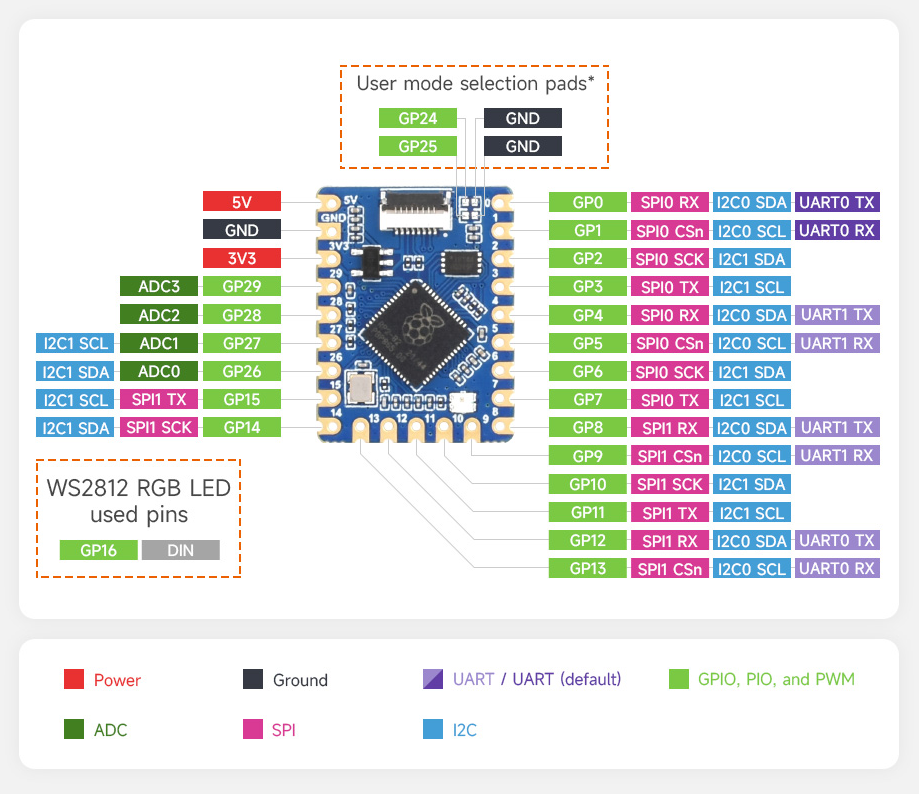 User mode selection pads*
GP24 GND
GP25 GND
5V
GND
3V3
ADC3 GP29
ADC2 GP28
I2C1 SCL ADC1 GP27
I2C1 SDA ADC0 GP26
I2C1 SCL SPI1 TX GP15
I2C1 SDA SPI1 SCK GP14
5V
GND
3V3
29
28
27
26
15
14
13
12
11
10
9
0
1
2
3
4
5
6
7
8
GP0 SPI0 RX I2C0 SDA UART0 TX
GP1 SPI0 CSn I2C0 SCL UART0 RX
GP2 SPI0 SCK I2C1 SDA
GP3 SPI0 TX I2C1 SCL
GP4 SPI0 RX I2C0 SDA UART1 TX
GP5 SPI0 CSn I2C0 SCL UART1 RX
GP6 SPI0 SCK I2C1 SDA
GP7 SPI0 TX I2C1 SCL
GP8 SPI1 RX I2C0 SDA UART1 TX
GP9 SPI1 CSn I2C0 SCL UART1 RX
GP10 SPI1 SCK I2C1 SDA
GP11 SPI1 TX I2C1 SCL
GP12 SPI1 RX I2C0 SDA UART0 TX
GP13 SPI1 CSn I2C0 SCL UART0 RX
WS2812 RGB LED
used pins
GP16 DIN
Power
Ground
UART / UART (default)
GPIO, PIO, and PWM
ADC
SPI
I2C